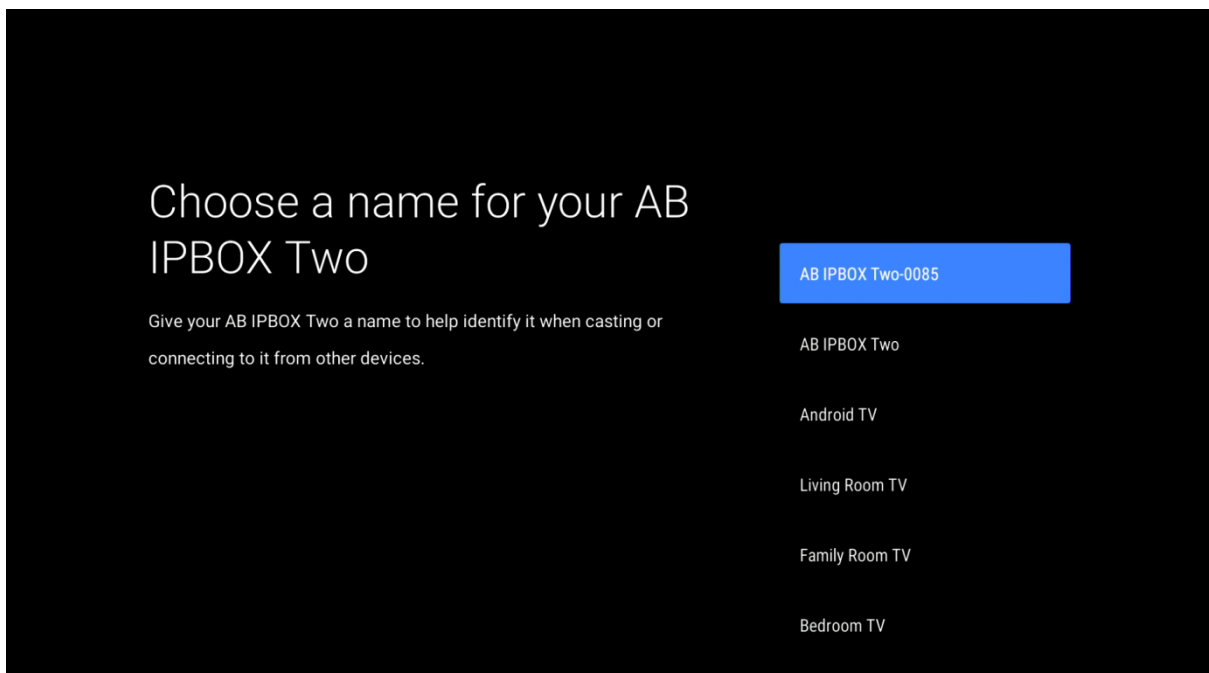 Choose a name for your AB
IPBOX Two
Give your AB IPBOX Two a name to help identify it when casting or
connecting to it from other devices.
AB IPBOX Two-0085
AB IPBOX Two
Android TV
Living Room TV
Family Room TV
Bedroom TV